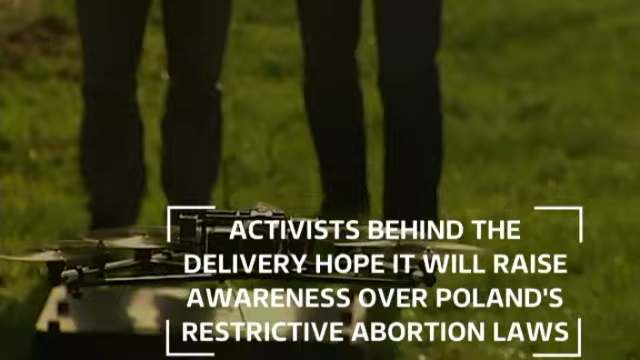 ACTIVISTS BEHIND THE
DELIVERY HOPE IT WILL RAISE
AWARENESS OVER POLAND'S
RESTRICTIVE ABORTION LAWS